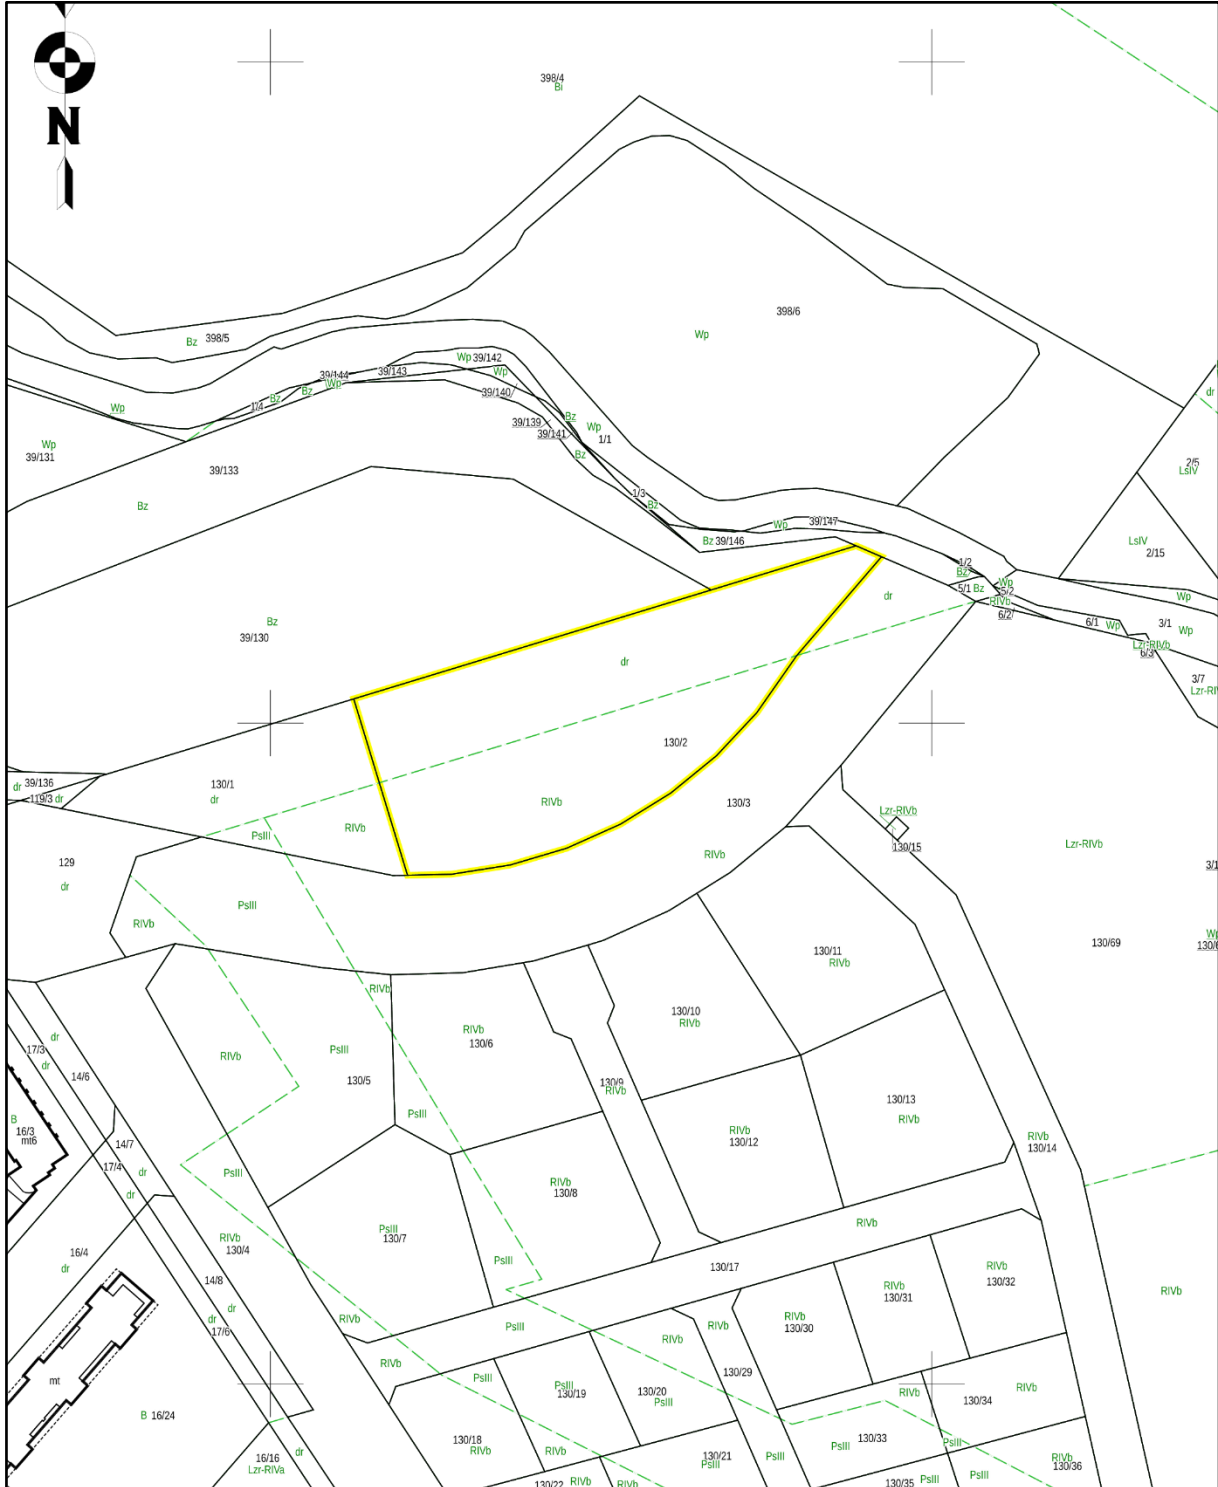 N
398/4
Bi
398/6
Wp
Bz 398/5
Wp 39/142
Wp
39/143
39/144
Wp
Bz
Bz
1/4
39/140
Wp
39/139
39/141
Bz
Wp
1/1
Bz
Wp
39/131
39/133
Bz
dr
2/5
LsIV
1/3
Bz
Wp
39/147
Bz 39/146
LsIV
2/15
1/2
Bz
5/1
Bz
Wp
5/2
RIVb
6/2
Wp
dr
6/1
Wp
3/1
Wp
Lzr-RIVb
6/3
3/7
Bz
39/130
dr
130/2
39/136
dr
119/3
dr
130/1
dr
RIVb
RIVb
130/3
PsIII
RIVb
Lzr-RIVb
130/15
Lzr-RIVb
129
dr
PsIII
RIVb
Wp
130/69
130/11
RIVb
RIVb
130/10
RIVb
RIVb
130/6
dr
17/3
dr
14/6
RIVb
PsIII
130/5
130/9
RIVb
130/13
RIVb
PsIII
B
16/3
mt6
14/7
17/4
dr
dr
RIVb
130/12
RIVb
130/14
PsIII
RIVb
130/8
PsIII
130/7
RIVb
130/4
RIVb
16/4
dr
14/8
dr
dr
17/6
PsIII
130/17
RIVb
130/32
RIVb
130/31
RIVb
RIVb
PsIII
RIVb
RIVb
RIVb
130/30
RIVb
mt
PsIII
PsIII
130/19
130/20
PsIII
130/29
RIVb
RIVb
130/34
B 16/24
130/18
RIVb
RIVb
130/21
PsIII
PsIII
PsIII
130/33
PsIII
RIVb
130/36
16/16
Lzr-RIVa
dr
130/22
RIVb
RIVb
130/35
PsIII
PsIII